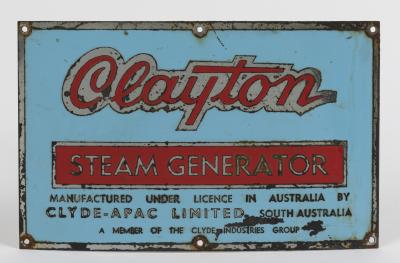 Clayton
STEAM GENERATOR
MANUFACTURED UNDER LICENCE IN AUSTRALIA BY
CLYDE-APAC LIMITED, SOUTH AUSTRALIA
A MEMBER OF THE CLYDE INDUSTRIES GROUP